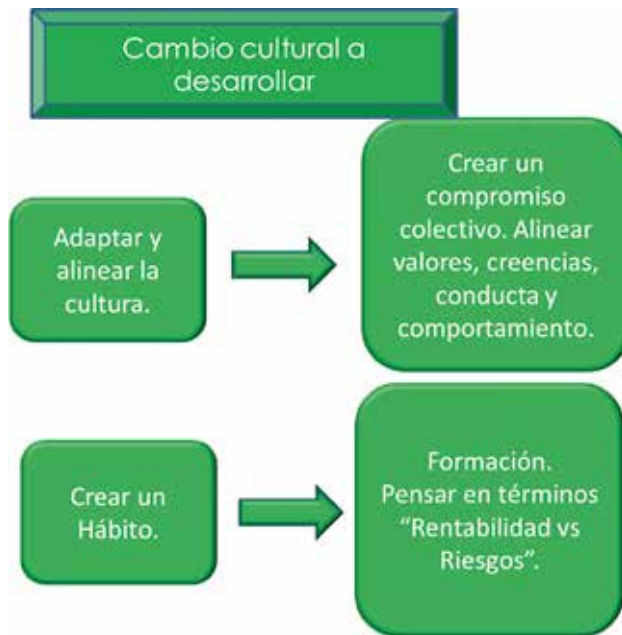 Cambio cultural a
desarrollar
Adaptar y
alinear la
cultura.
Crear un
compromiso
colectivo. Alinear
valores, creencias,
conducta y
comportamiento.
Crear un
Hábito.
Formación.
Pensar en términos
“Rentabilidad vs
Riesgos”.